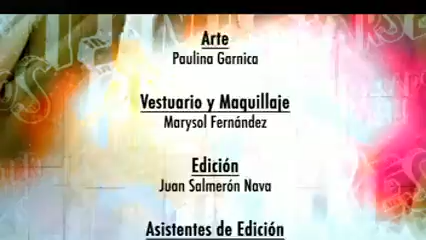 Arte
Paulina Garnica
Vestuario y Maquillaje
Marysol Fernández
Edición
Juan Salmerón Nava
Asistentes de Edición